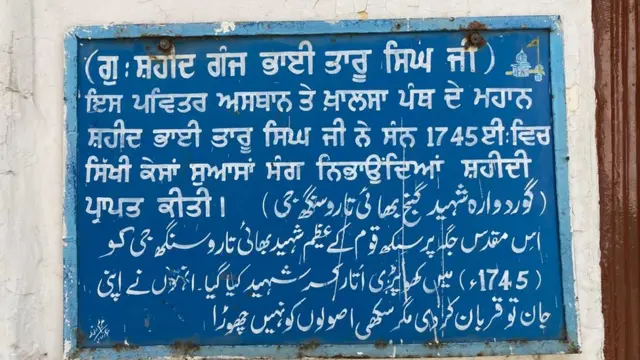 (ਗੁ: ਸ਼ਹੀਦ ਗੰਜ ਭਾਈ ਤਾਰੂ ਸਿੰਘ ਜੀ)
ਇਸ ਪਵਿਤਰ ਅਸਥਾਨ ਤੇ ਖ਼ਾਲਸਾ ਪੰਥ ਦੇ ਮਹਾਨ
ਸ਼ਹੀਦ ਭਾਈ ਤਾਰੂ ਸਿੰਘ ਜੀ ਨੇ ਸੰਨ 1745 ਈ: ਵਿਚ
ਸਿੱਖੀ ਕੇਸਾਂ ਸੁਆਸਾਂ ਸੰਗ ਨਿਭਾਉਂਦਿਆਂ ਸ਼ਹੀਦੀ
ਪ੍ਰਾਪਤ ਕੀਤੀ।
(گوردوارہ شہید گنج بھائی تارو سنگھ جی)
اس مقدس جگہ پر سکھ قوم کے عظیم شہید بھائی تارو سنگھ جی کو
(1745ء) میں کھوپڑی اتار کر شہید کیا گیا۔ انہوں نے اپنی
جان تو قربان کر دی مگر سکھی اصولوں کو نہیں چھوڑا